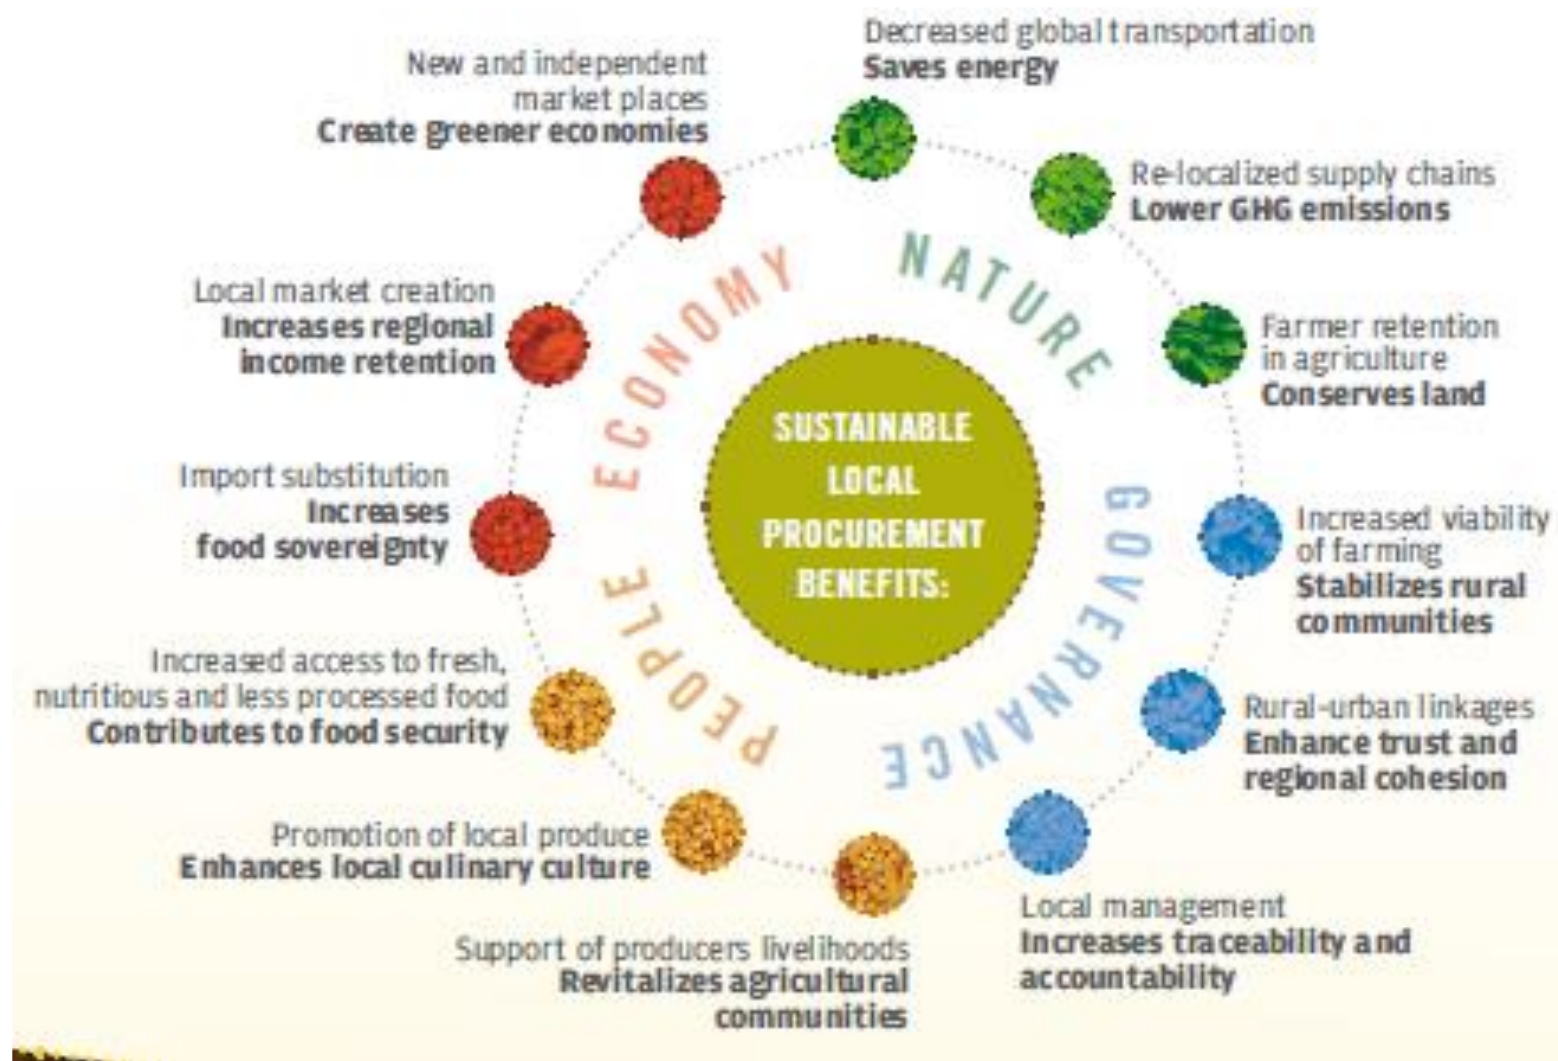 SUSTAINABLE
LOCAL
PROCUREMENT
BENEFITS:
NATURE
Decreased global transportation
Saves energy
Re-localized supply chains
Lower GHG emissions
Farmer retention
in agriculture
Conserves land
GOVERNANCE
Increased viability
of farming
Stabilizes rural
communities
Rural-urban linkages
Enhance trust and
regional cohesion
Local management
Increases traceability and
accountability
PEOPLE
Support of producers livelihoods
Revitalizes agricultural
communities
Promotion of local produce
Enhances local culinary culture
Increased access to fresh,
nutritious and less processed food
Contributes to food security
ECONOMY
Import substitution
Increases
food sovereignty
Local market creation
Increases regional
income retention
New and independent
market places
Create greener economies